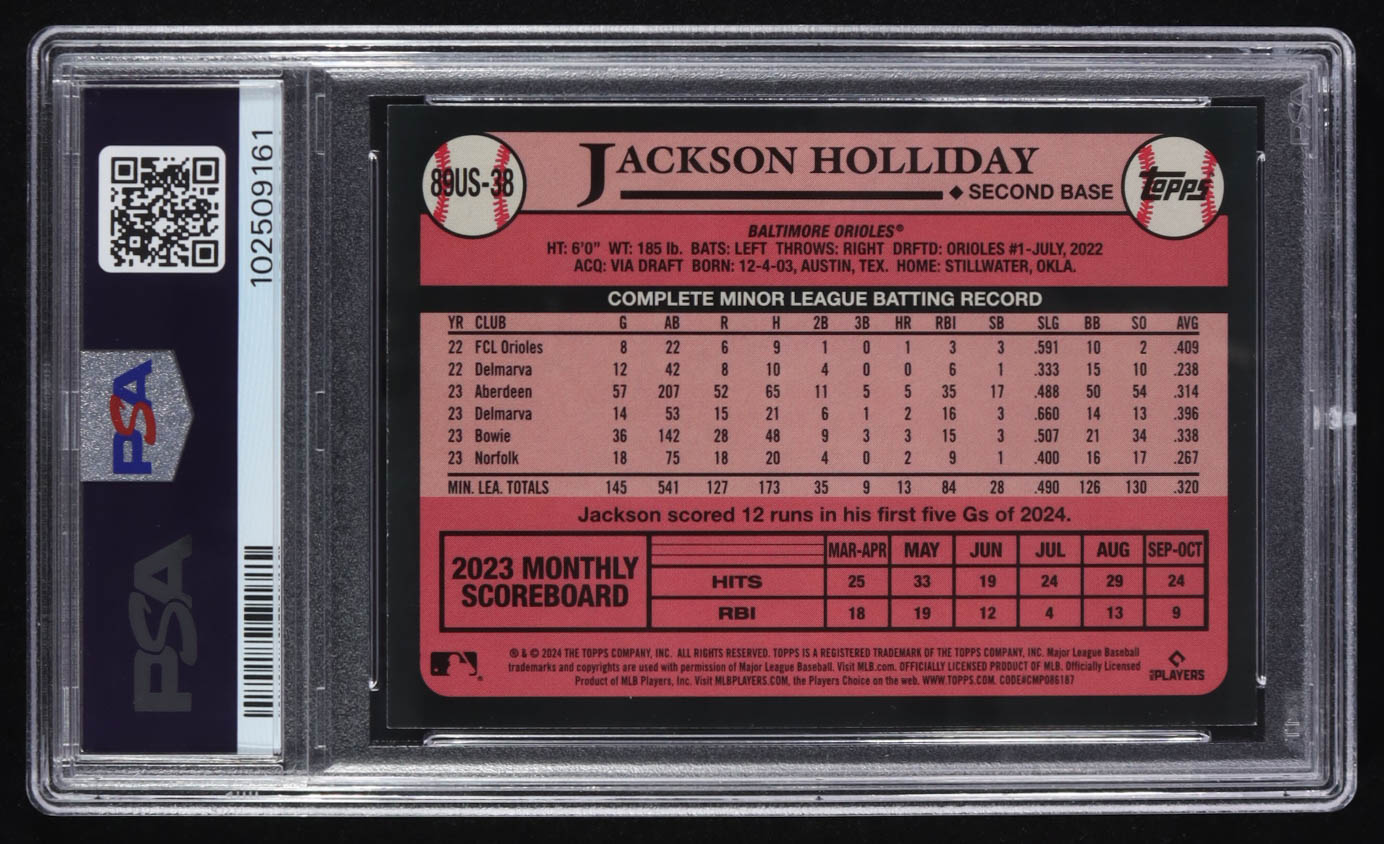 102509161
PSA
PSA
89US-38
JACKSON HOLLIDAY
◆ SECOND BASE
Topps
BALTIMORE ORIOLES®
HT: 6'0" WT: 185 lb. BATS: LEFT THROWS: RIGHT DRFTD: ORIOLES #1-JULY, 2022
ACQ: VIA DRAFT BORN: 12-4-03, AUSTIN, TEX. HOME: STILLWATER, OKLA.
COMPLETE MINOR LEAGUE BATTING RECORD
YR CLUB G AB R H 2B 3B HR RBI SB SLG BB SO AVG
22 FCL Orioles 8 22 6 9 1 0 1 3 3 .591 10 2 .409
22 Delmarva 12 42 8 10 4 0 0 6 1 .333 15 10 .238
23 Aberdeen 57 207 52 65 11 5 5 35 17 .488 50 54 .314
23 Delmarva 14 53 15 21 6 1 2 16 3 .660 14 13 .396
23 Bowie 36 142 28 48 9 3 3 15 3 .507 21 34 .338
23 Norfolk 18 75 18 20 4 0 2 9 1 .400 16 17 .267
MIN. LEA. TOTALS 145 541 127 173 35 9 13 84 28 .490 126 130 .320
Jackson scored 12 runs in his first five Gs of 2024.
2023 MONTHLY
SCOREBOARD
MAR-APR MAY JUN JUL AUG SEP-OCT
HITS 25 33 19 24 29 24
RBI 18 19 12 4 13 9
® & © 2024 THE TOPPS COMPANY, INC. ALL RIGHTS RESERVED. TOPPS IS A REGISTERED TRADEMARK OF THE TOPPS COMPANY, INC. Major League Baseball
trademarks and copyrights are used with permission of Major League Baseball. Visit MLB.com. OFFICIALLY LICENSED PRODUCT OF MLB. Officially Licensed
Product of MLB Players, Inc. Visit MLBPLAYERS.COM, the Players Choice on the web. WWW.TOPPS.COM. CODE#CMP086187
MLB PLAYERS
PSA